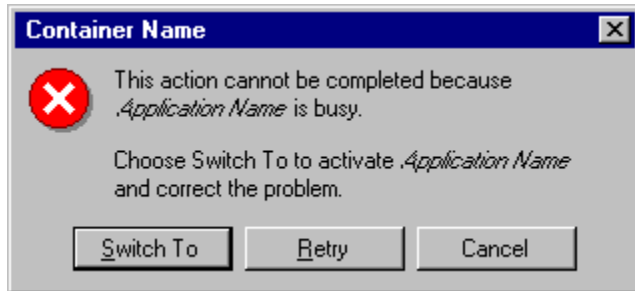 Container Name
This action cannot be completed because
Application Name is busy.
Choose Switch To to activate Application Name
and correct the problem.
Switch To
Retry
Cancel